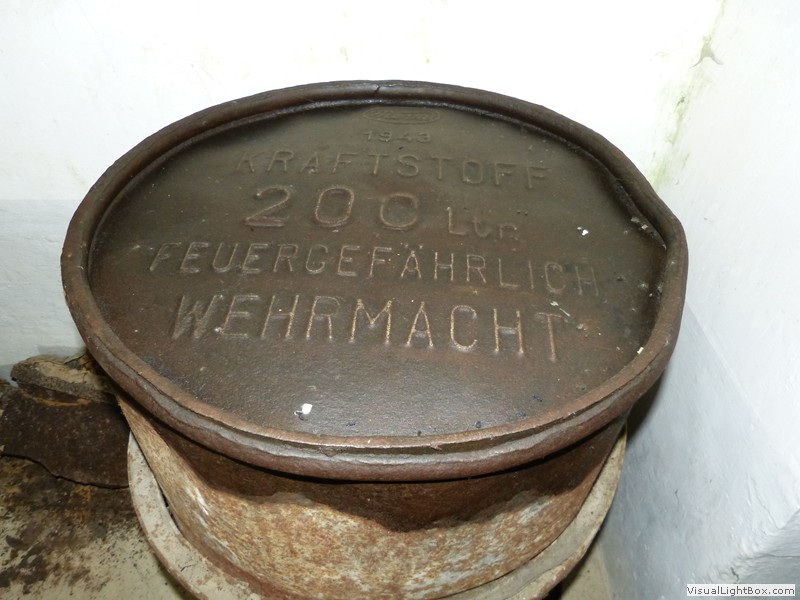 1943
KRAFTSTOFF
200 Ltr.
FEUERGEFÄHRLICH
WEHRMACHT
VisualLightBox.com